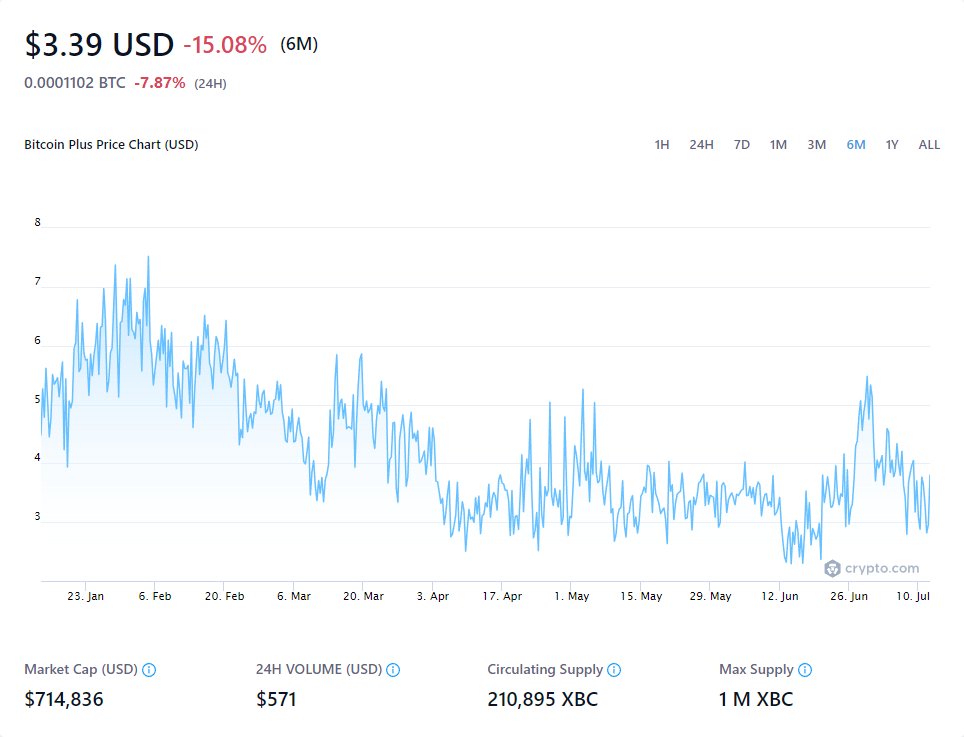 $3.39 USD -15.08% (6M)
0.0001102 BTC -7.87% (24H)
Bitcoin Plus Price Chart (USD) 1H 24H 7D 1M 3M 6M 1Y ALL
8
7
6
5
4
3
crypto.com
23. Jan 6. Feb 20. Feb 6. Mar 20. Mar 3. Apr 17. Apr 1. May 15. May 29. May 12. Jun 26. Jun 10. Jul
Market Cap (USD) 24H VOLUME (USD) Circulating Supply Max Supply
$714,836 $571 210,895 XBC 1 M XBC